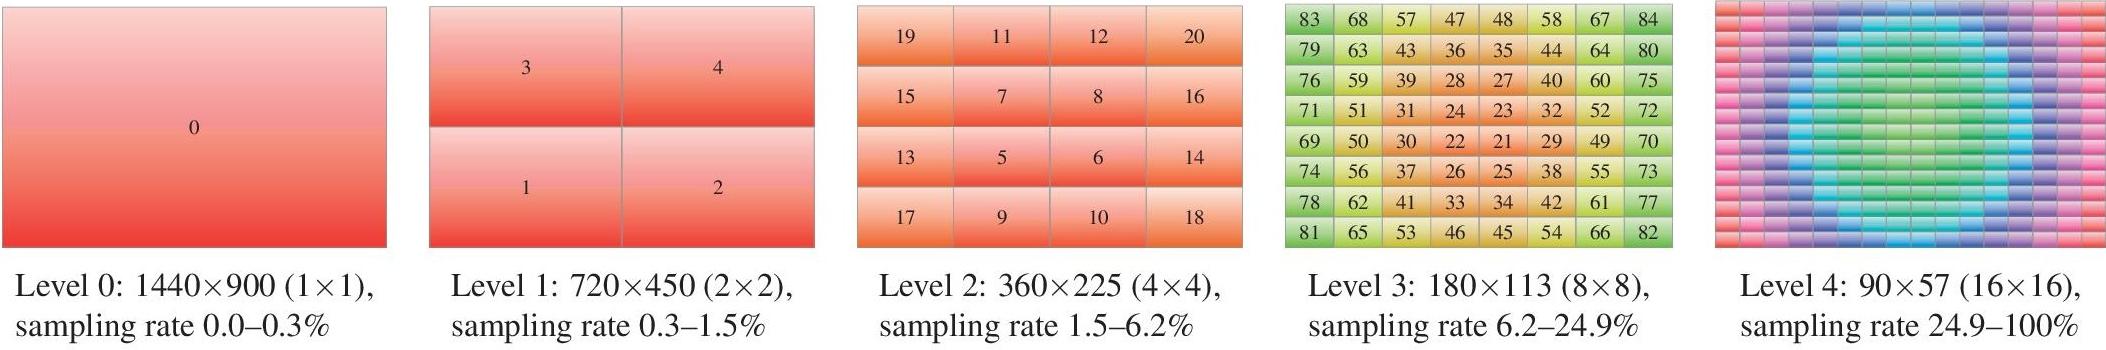 0
3 4
1 2
19 11 12 20
15 7 8 16
13 5 6 14
17 9 10 18
83 68 57 47 48 58 67 84
79 63 43 36 35 44 64 80
76 59 39 28 27 40 60 75
71 51 31 24 23 32 52 72
69 50 30 22 21 29 49 70
74 56 37 26 25 38 55 73
78 62 41 33 34 42 61 77
81 65 53 46 45 54 66 82
Level 0: 1440×900 (1×1),
sampling rate 0.0–0.3%
Level 1: 720×450 (2×2),
sampling rate 0.3–1.5%
Level 2: 360×225 (4×4),
sampling rate 1.5–6.2%
Level 3: 180×113 (8×8),
sampling rate 6.2–24.9%
Level 4: 90×57 (16×16),
sampling rate 24.9–100%